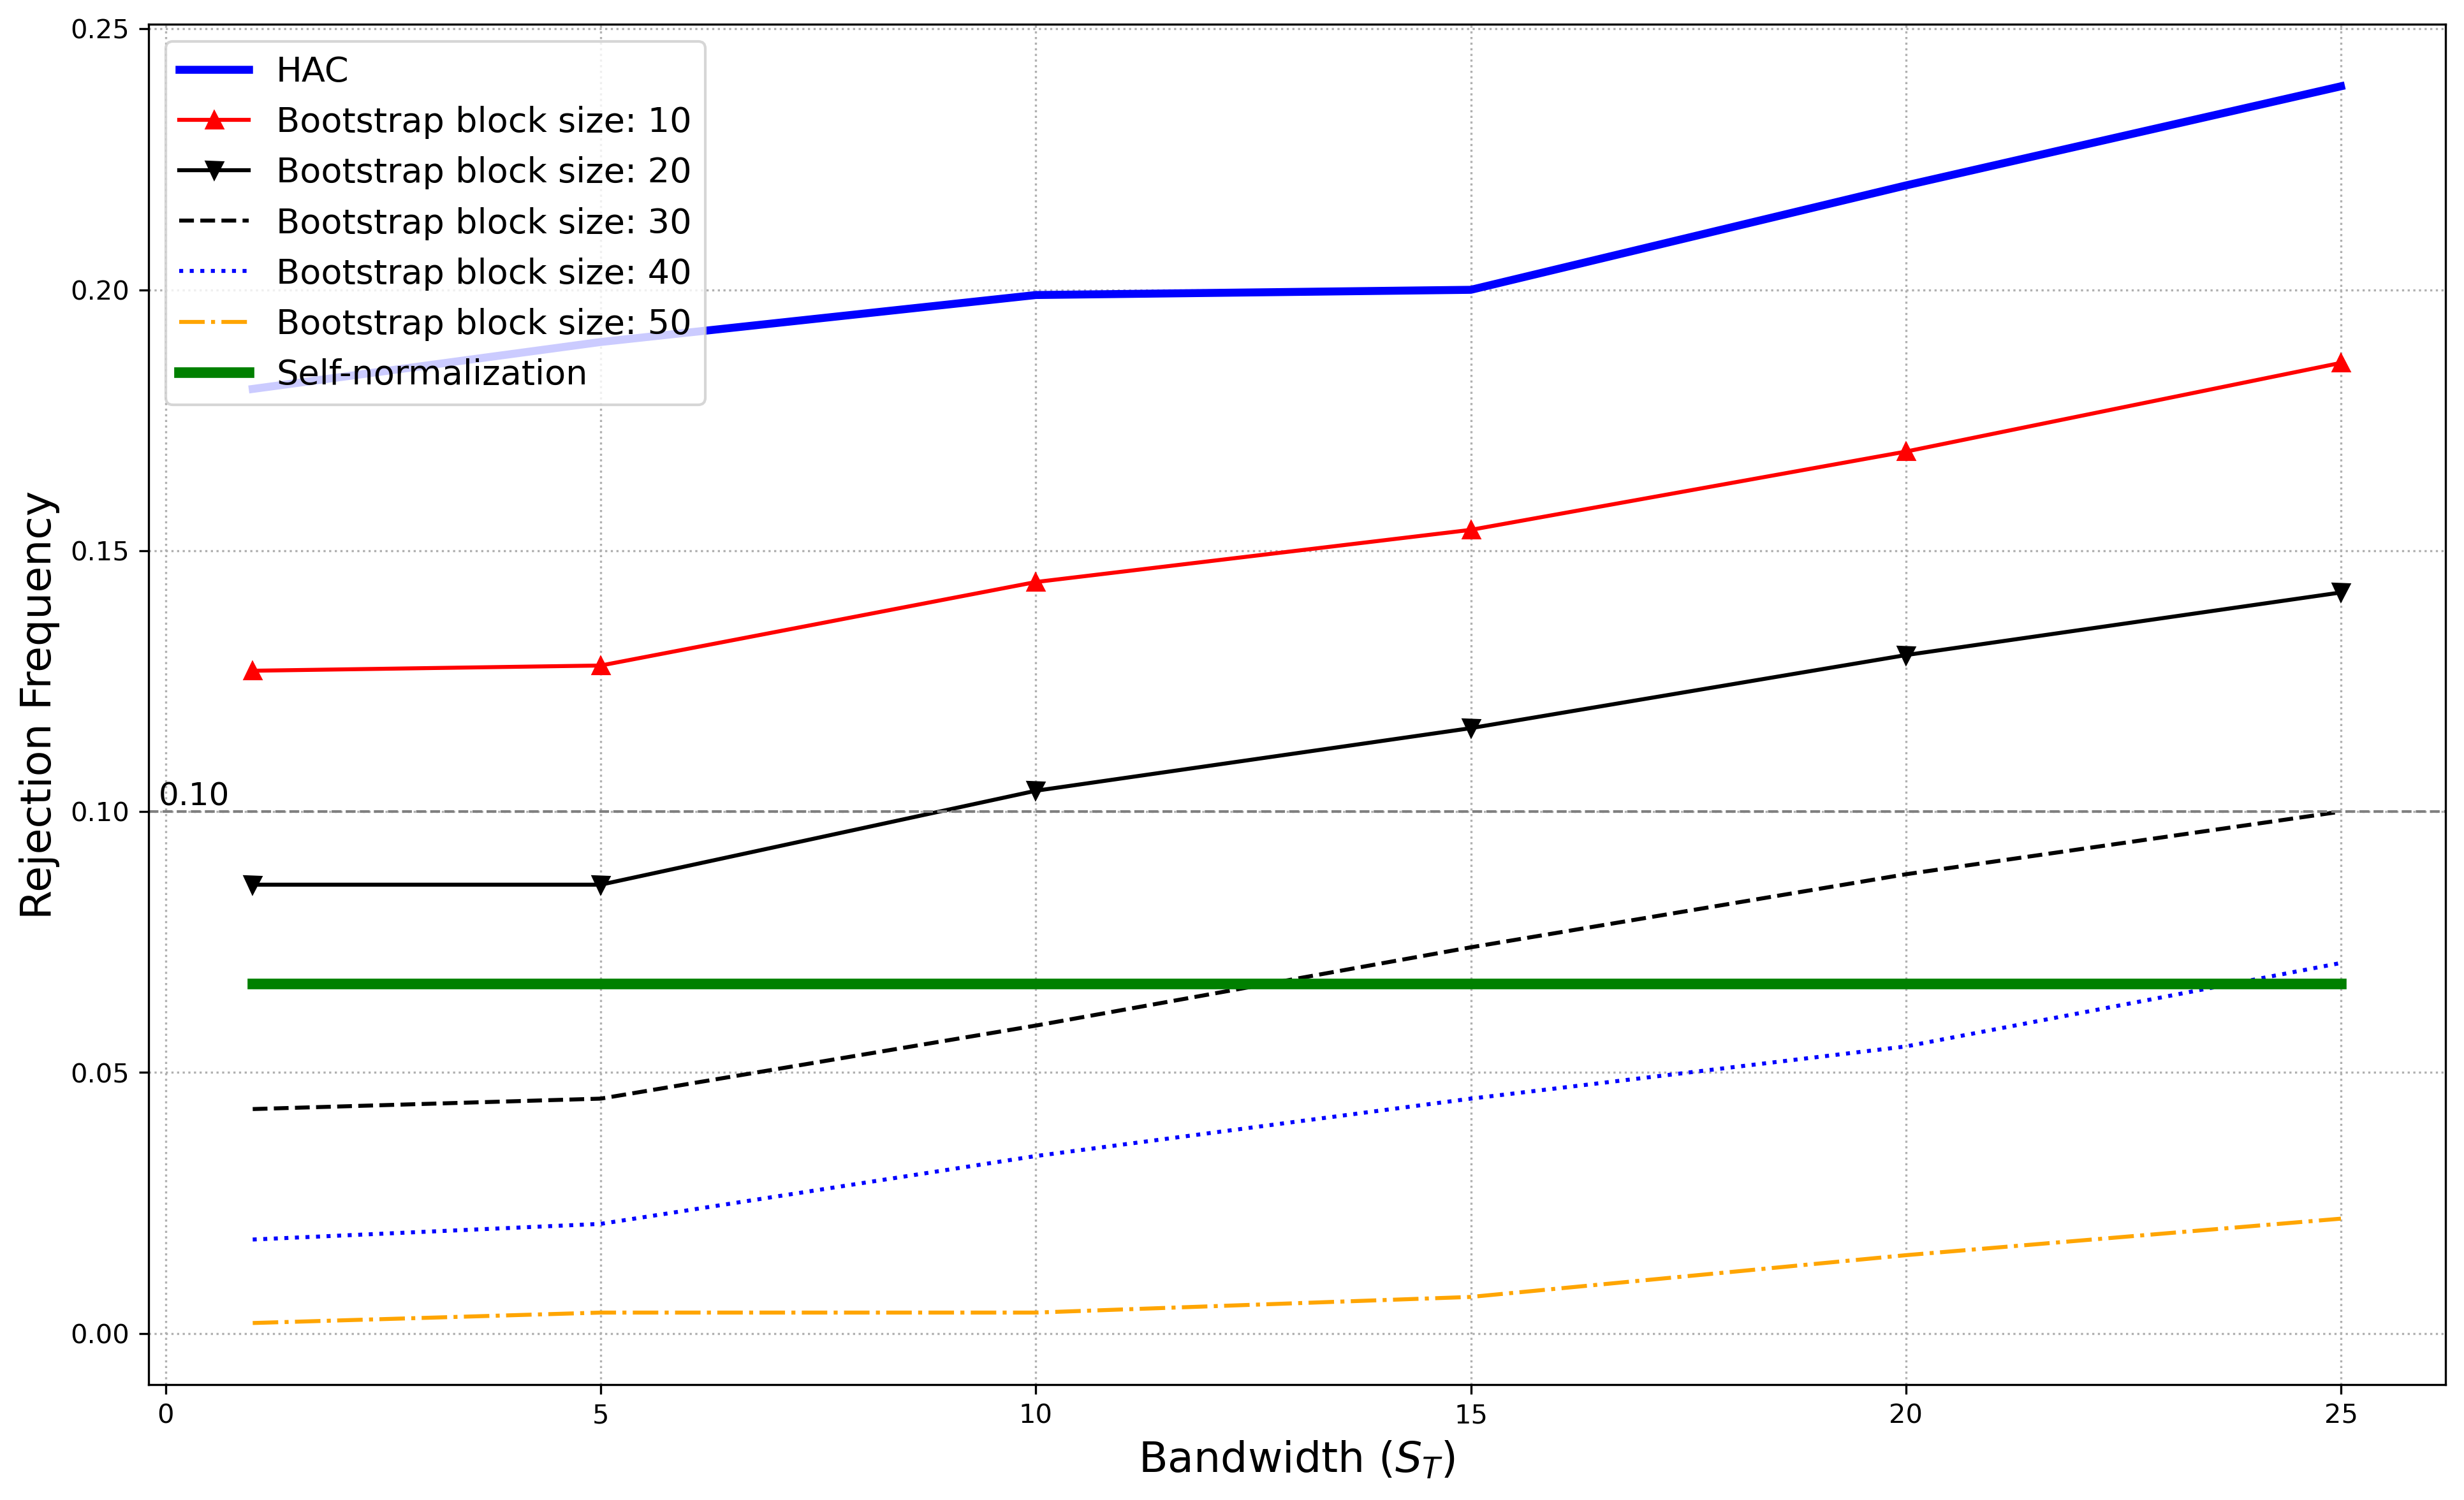 HAC
Bootstrap block size: 10
Bootstrap block size: 20
Bootstrap block size: 30
Bootstrap block size: 40
Bootstrap block size: 50
Self-normalization
0.25
0.20
0.15
0.10
0.05
0.00
0.10
Rejection Frequency
0 5 10 15 20 25
Bandwidth (S_T)